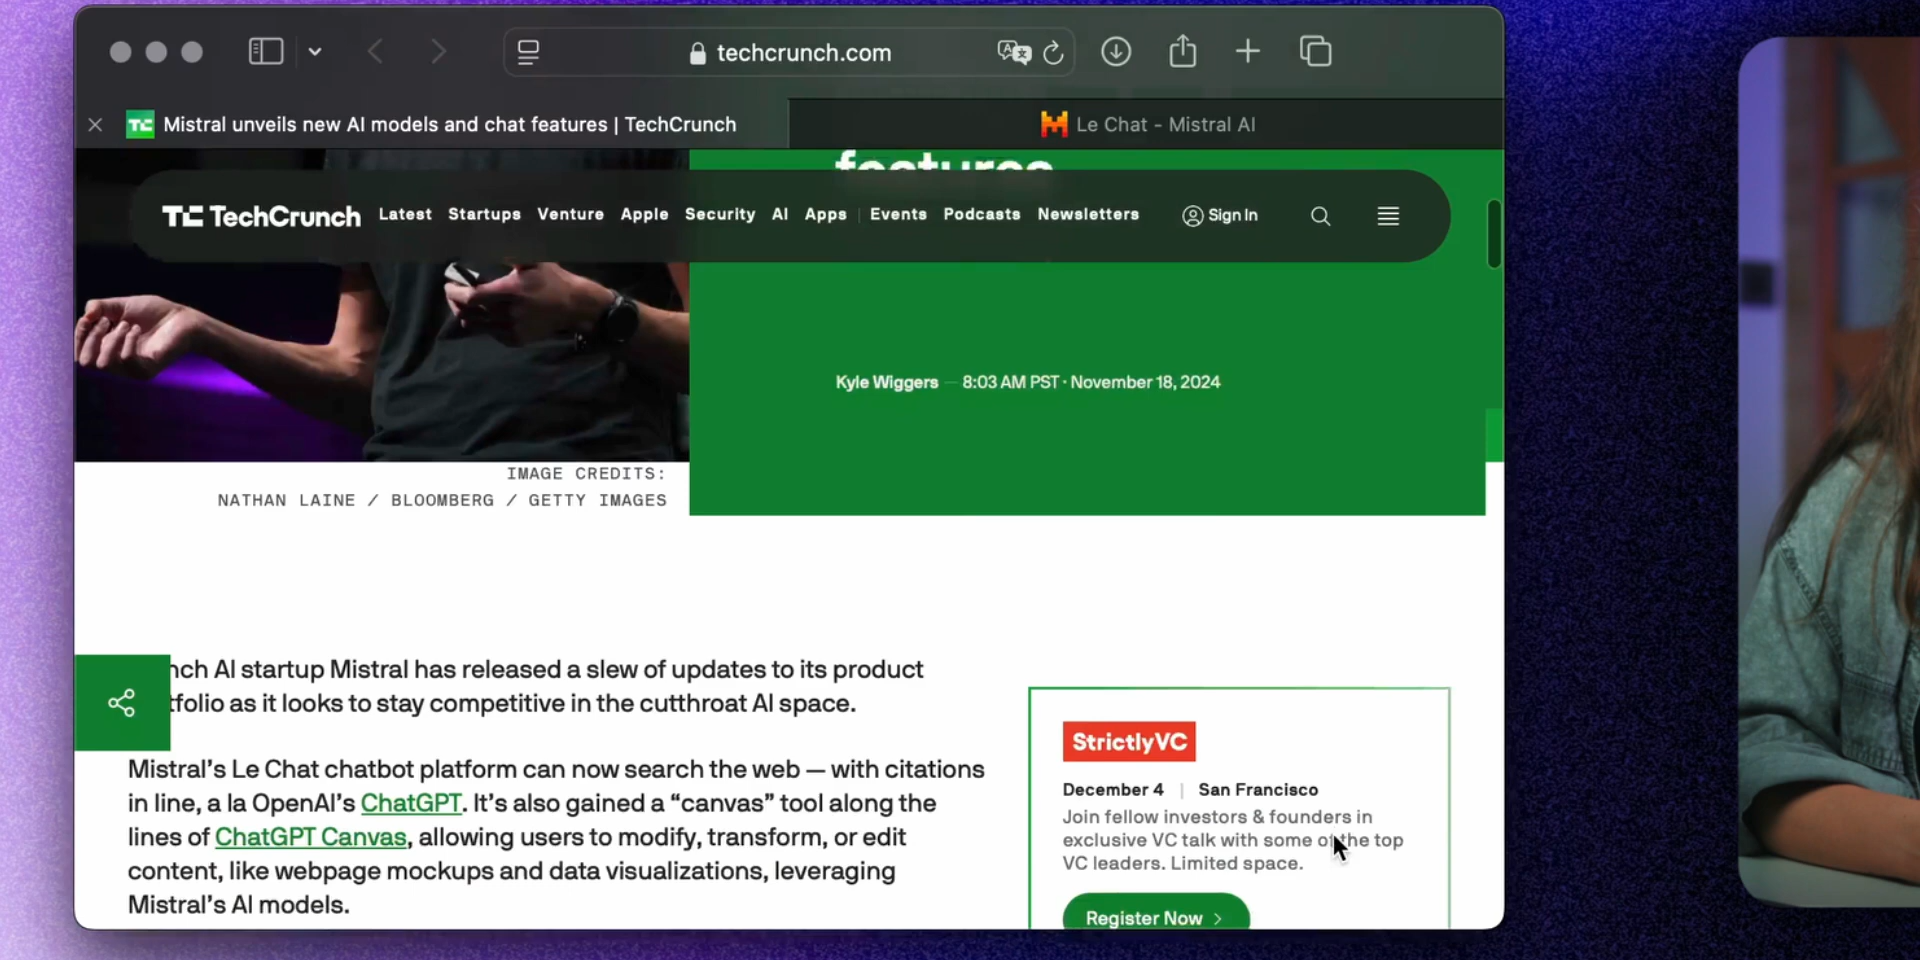 techcrunch.com
Mistral unveils new AI models and chat features | TechCrunch
Le Chat - Mistral AI
features
TechCrunch
Latest Startups Venture Apple Security AI Apps Events Podcasts Newsletters Sign In
Kyle Wiggers — 8:03 AM PST · November 18, 2024
IMAGE CREDITS:
NATHAN LAINE / BLOOMBERG / GETTY IMAGES
nch AI startup Mistral has released a slew of updates to its product
tfolio as it looks to stay competitive in the cutthroat AI space.
Mistral’s Le Chat chatbot platform can now search the web — with citations
in line, a la OpenAI’s ChatGPT. It’s also gained a “canvas” tool along the
lines of ChatGPT Canvas, allowing users to modify, transform, or edit
content, like webpage mockups and data visualizations, leveraging
Mistral’s AI models.
StrictlyVC
December 4 | San Francisco
Join fellow investors & founders in
exclusive VC talk with some of the top
VC leaders. Limited space.
Register Now